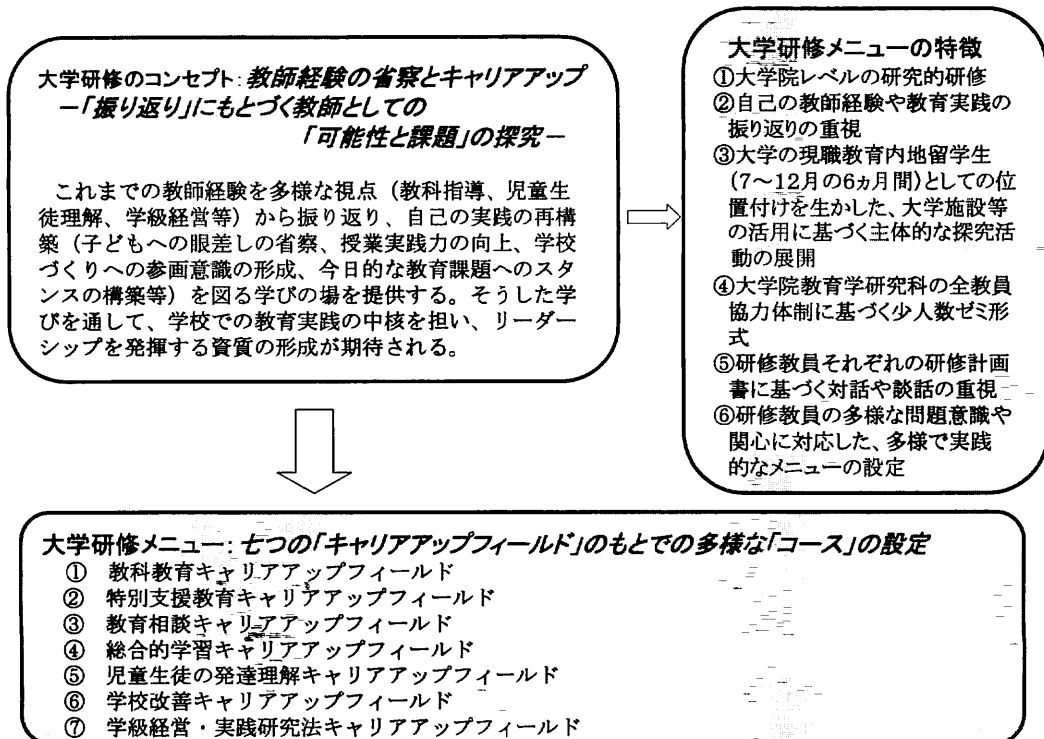 大学研修のコンセプト:教師経験の省察とキャリアアップ
－「振り返り」にもとづく教師としての
「可能性と課題」の探究－
これまでの教師経験を多様な視点（教科指導、児童生
徒理解、学級経営等）から振り返り、自己の実践の再構
築（子どもへの眼差しの省察、授業実践力の向上、学校
づくりへの参画意識の形成、今日的な教育課題へのスタ
ンスの構築等）を図る学びの場を提供する。そうした学
びを通して、学校での教育実践の中核を担い、リーダー
シップを発揮する資質の形成が期待される。
大学研修メニューの特徴
①大学院レベルの研究的研修
②自己の教師経験や教育実践の
振り返りの重視
③大学の現職教育内地留学生
(7～12月の6ヵ月間)としての位
置付けを生かした、大学施設等
の活用に基づく主体的な探究活
動の展開
④大学院教育学研究科の全教員
協力体制に基づく少人数ゼミ形
式
⑤研修教員それぞれの研修計画
書に基づく対話や談話の重視
⑥研修教員の多様な問題意識や
関心に対応した、多様で実践
的なメニューの設定
大学研修メニュー:七つの「キャリアアップフィールド」のもとでの多様な「コース」の設定
① 教科教育キャリアアップフィールド
② 特別支援教育キャリアアップフィールド
③ 教育相談キャリアアップフィールド
④ 総合的学習キャリアアップフィールド
⑤ 児童生徒の発達理解キャリアアップフィールド
⑥ 学校改善キャリアアップフィールド
⑦ 学級経営・実践研究法キャリアアップフィールド